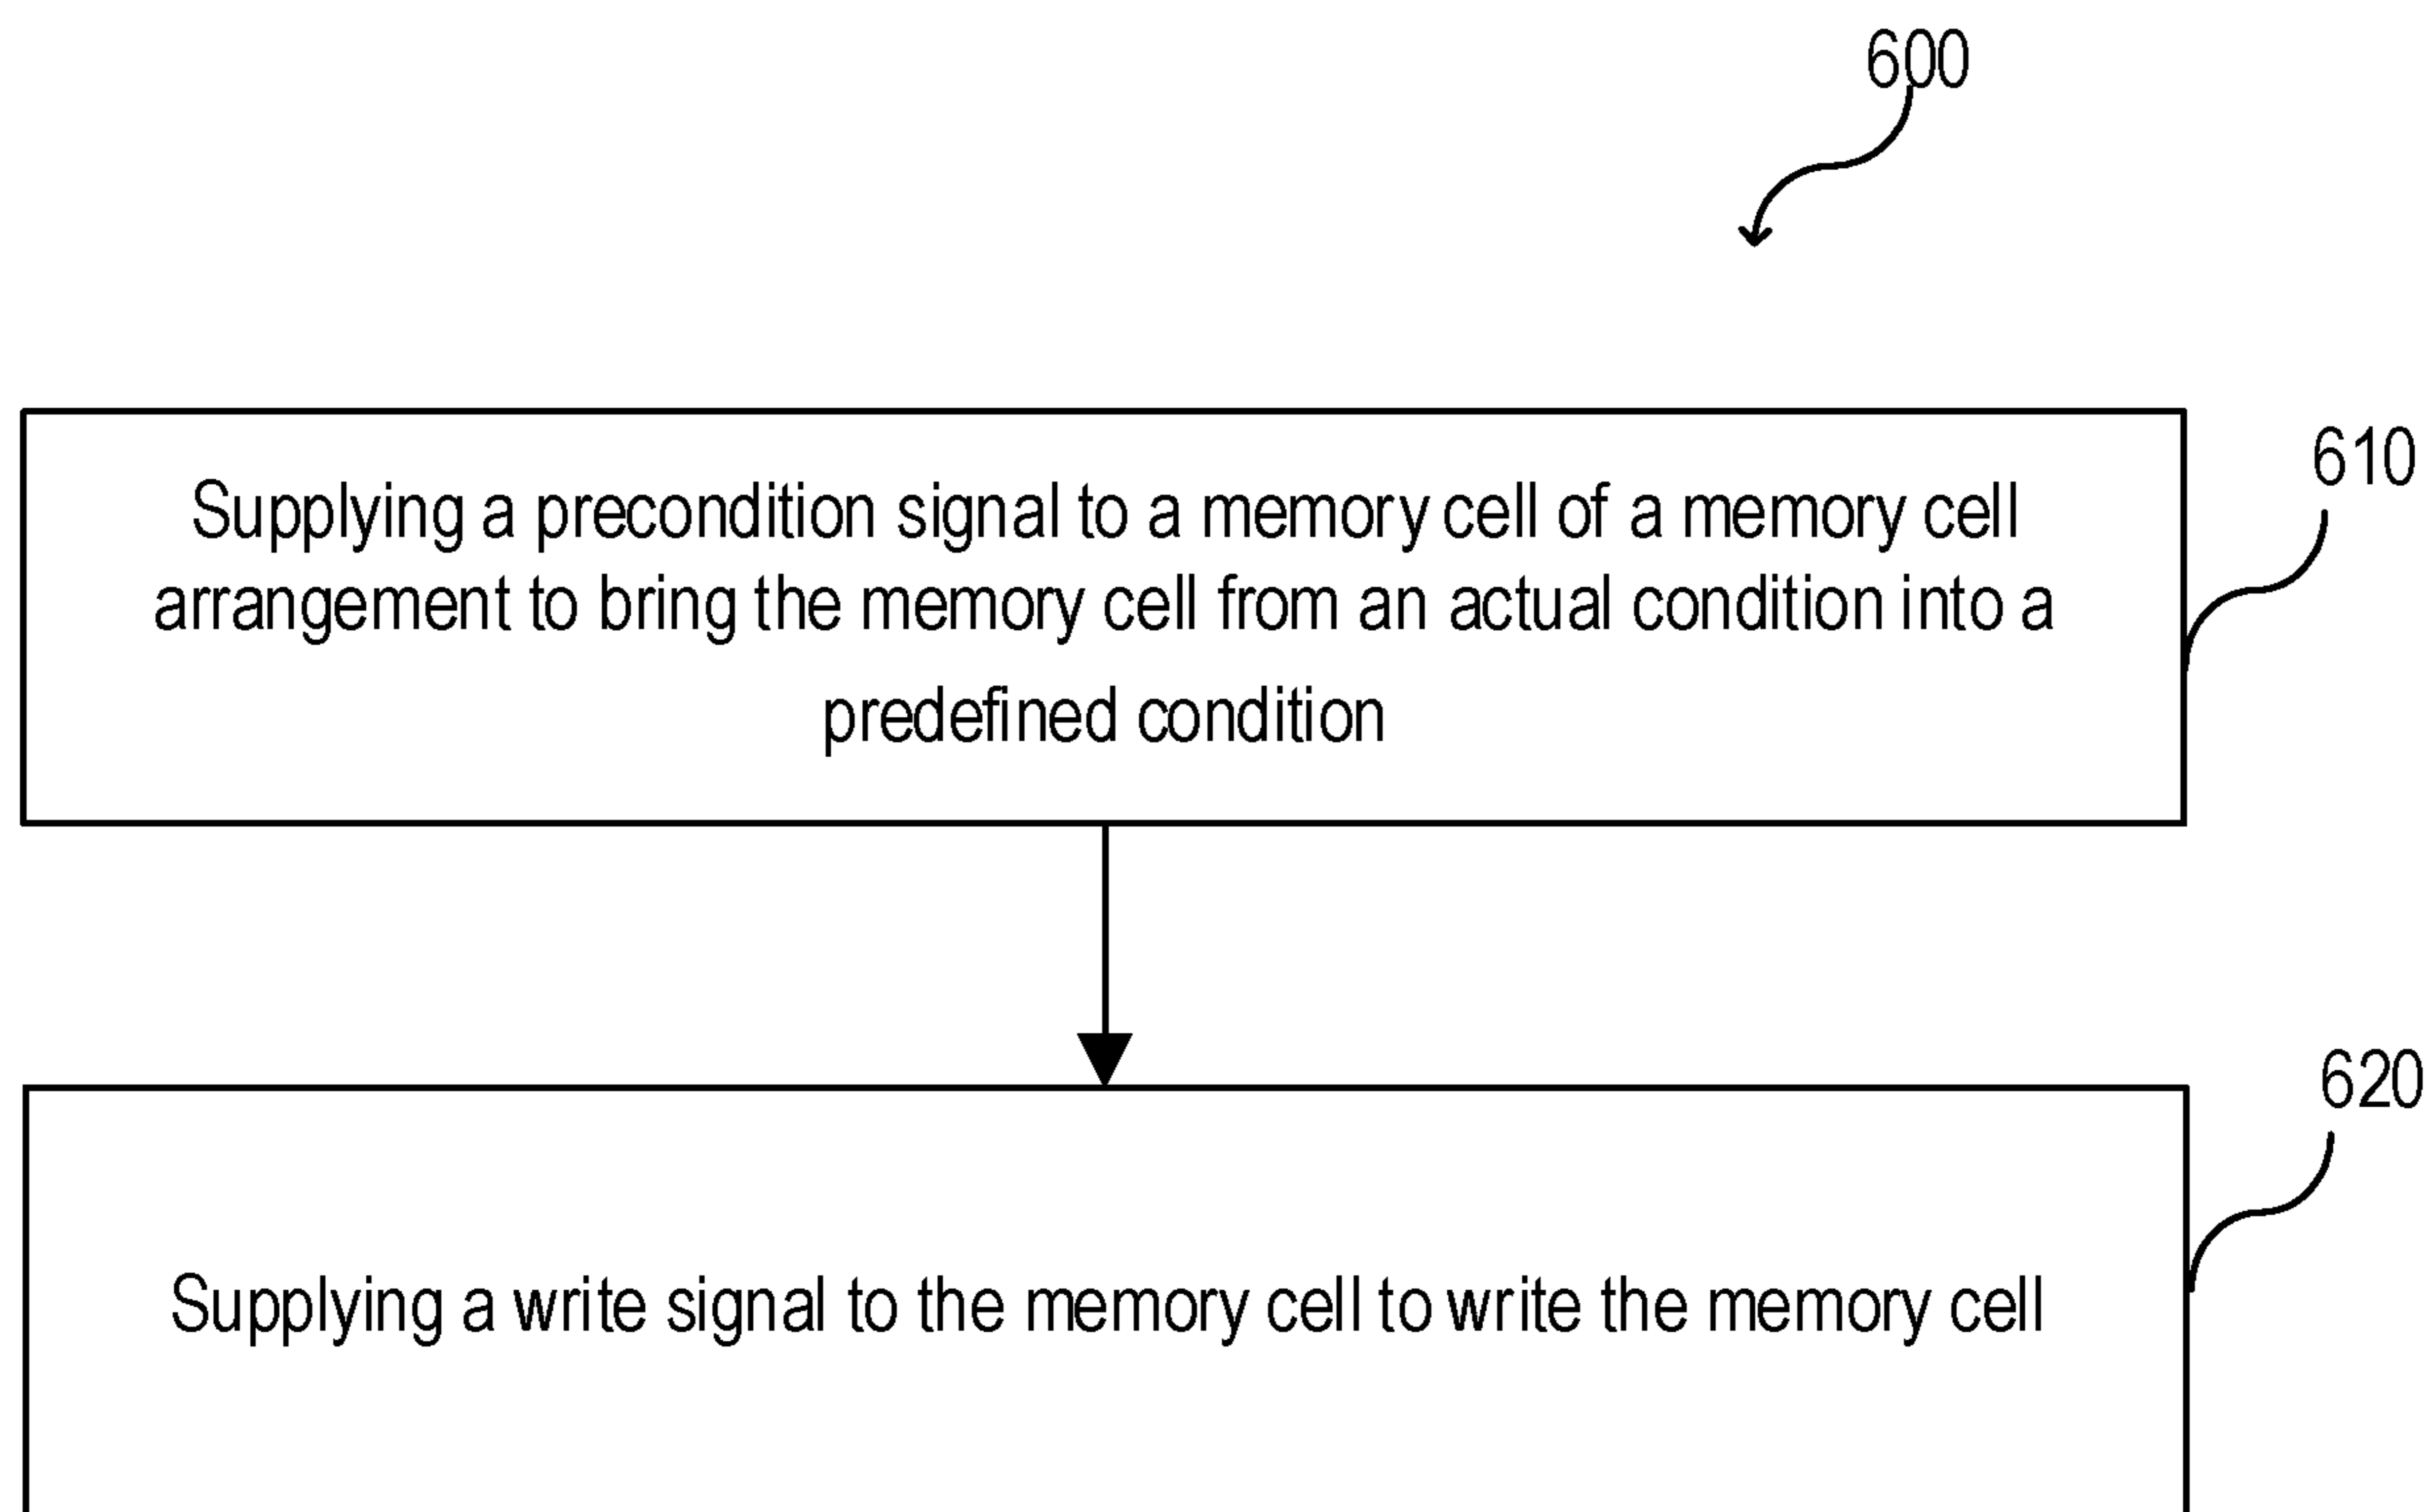 600
610
Supplying a precondition signal to a memory cell of a memory cell
arrangement to bring the memory cell from an actual condition into a
predefined condition
620
Supplying a write signal to the memory cell to write the memory cell